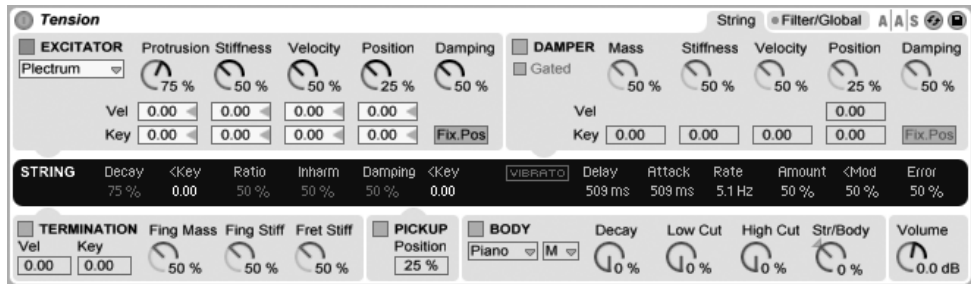 Tension String Filter/Global A A S
EXCITATOR Protrusion Stiffness Velocity Position Damping
Plectrum 75 % 50 % 50 % 25 % 50 %
Vel 0.00 0.00 0.00 0.00
Key 0.00 0.00 0.00 0.00 Fix.Pos
DAMPER Mass Stiffness Velocity Position Damping
Gated 50 % 50 % 50 % 25 % 50 %
Vel 0.00
Key 0.00 0.00 0.00 0.00 Fix.Pos
STRING Decay <Key Ratio Inharm Damping <Key VIBRATO Delay Attack Rate Amount <Mod Error
75 % 0.00 50 % 50 % 50 % 0.00 509 ms 509 ms 5.1 Hz 50 % 50 % 50 %
TERMINATION Fing Mass Fing Stiff Fret Stiff
Vel Key
0.00 0.00 50 % 50 % 50 %
PICKUP
Position
25 %
BODY Decay Low Cut High Cut Str/Body
Piano M 0 % 0 % 0 % 0 %
Volume
0.0 dB